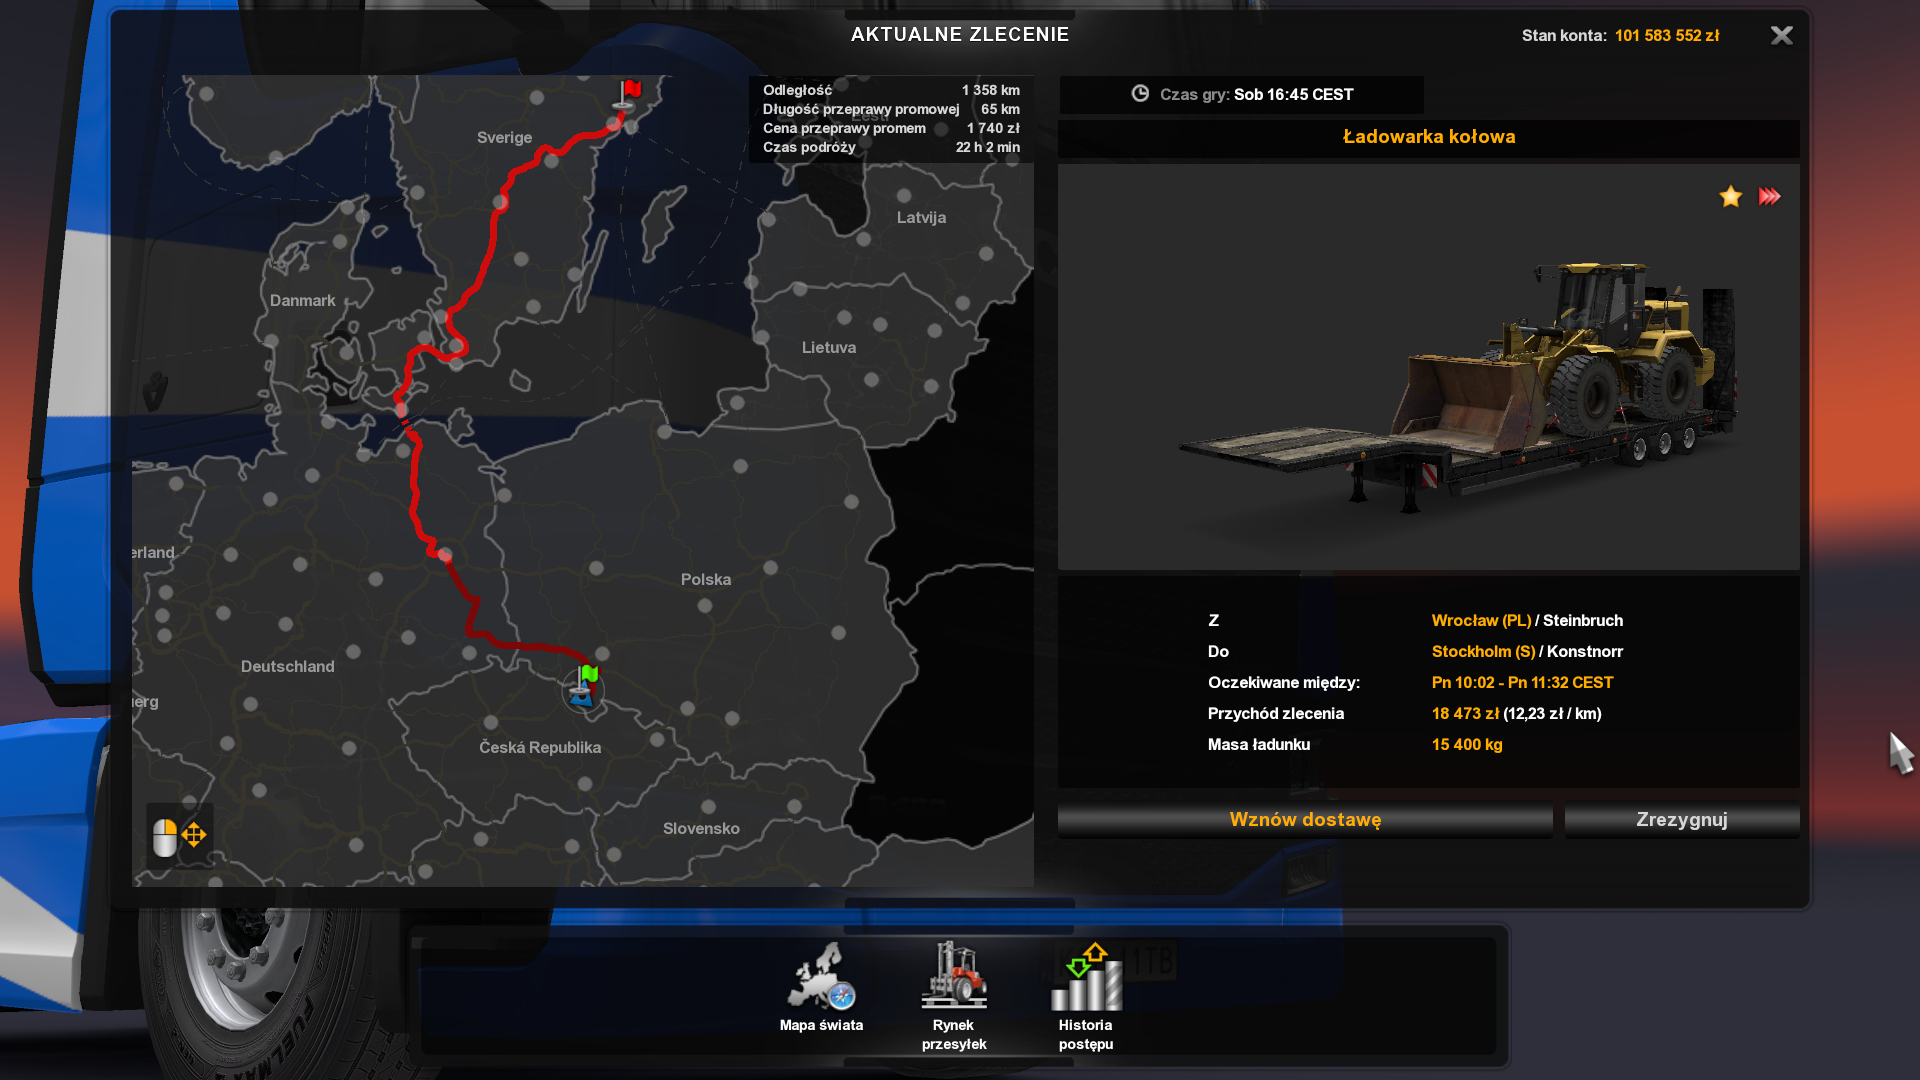 AKTUALNE ZLECENIE
Stan konta: 101 583 552 zł
Odległość 1 358 km
Długość przeprawy promowej 65 km
Cena przeprawy promem 1 740 zł
Czas podróży 22 h 2 min
Czas gry: Sob 16:45 CEST
Ładowarka kołowa
Sverige
Eesti
Latvija
Danmark
Lietuva
erland
Polska
Deutschland
Česká Republika
Slovensko
Z Wrocław (PL) / Steinbruch
Do Stockholm (S) / Konstnorr
Oczekiwane między: Pn 10:02 - Pn 11:32 CEST
Przychód zlecenia 18 473 zł (12,23 zł / km)
Masa ładunku 15 400 kg
Wznów dostawę
Zrezygnuj
Mapa świata
Rynek
przesyłek
Historia
postępu